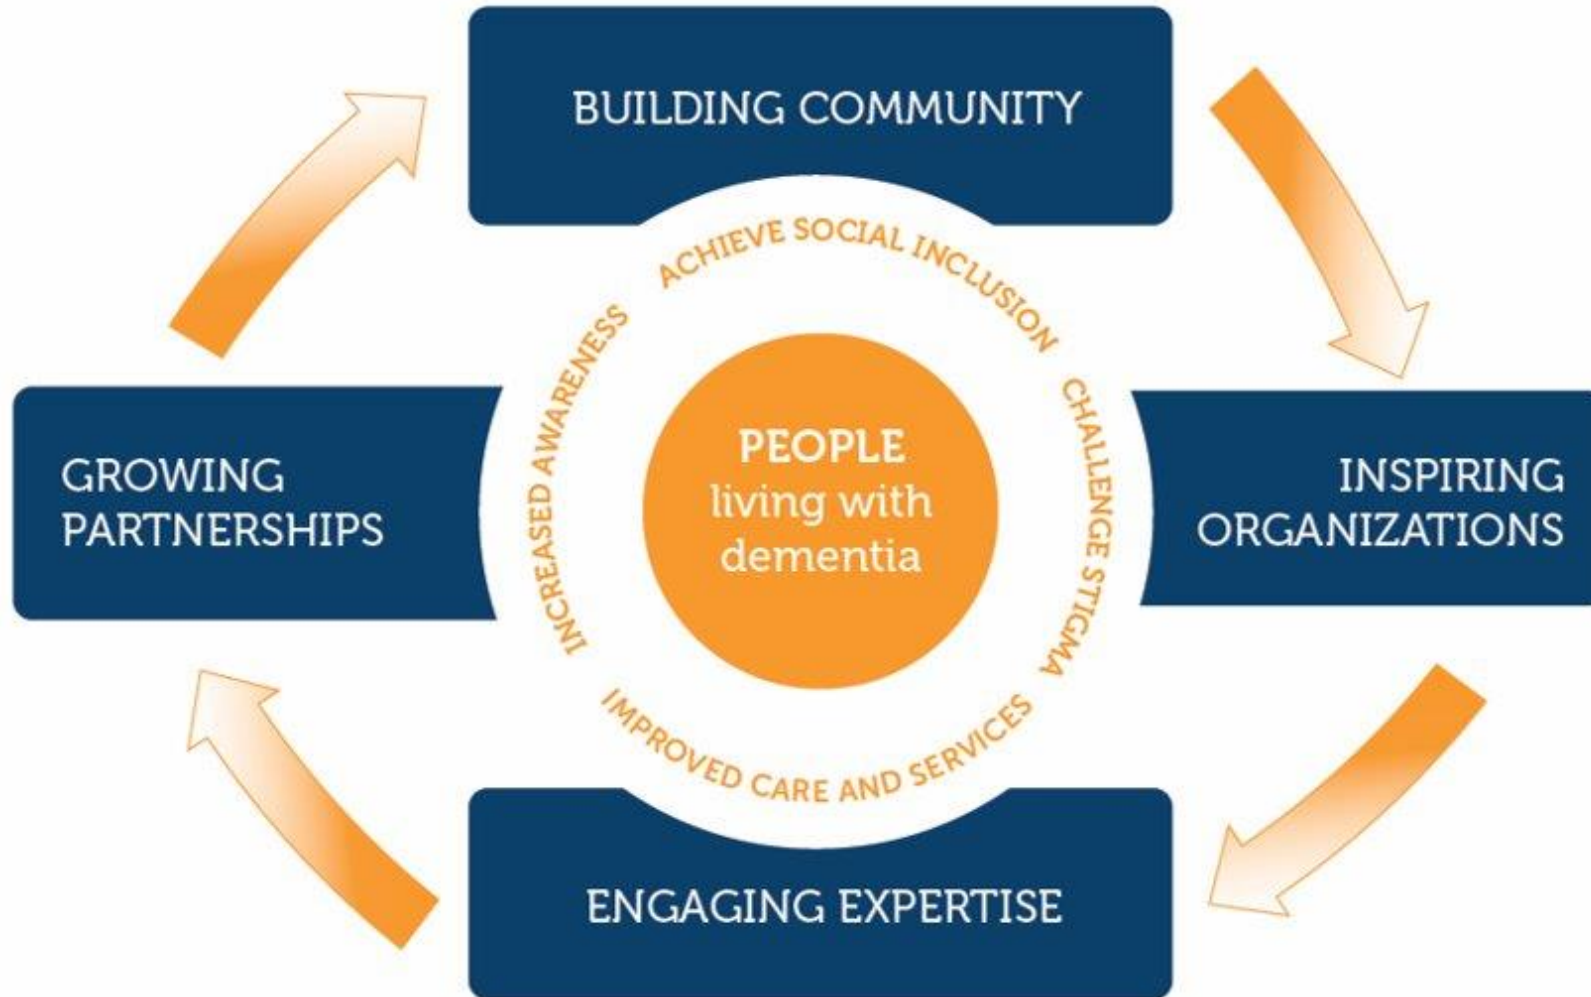 BUILDING COMMUNITY
ACHIEVE SOCIAL INCLUSION
INCREASED AWARENESS
CHALLENGE STIGMA
PEOPLE
living with
dementia
GROWING
PARTNERSHIPS
INSPIRING
ORGANIZATIONS
IMPROVED CARE AND SERVICES
ENGAGING EXPERTISE